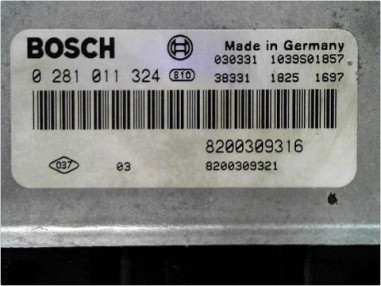 BOSCH Made in Germany
030331 1039S01857
0 281 011 324 810 38331 1825 1697
8200309316
037 03 8200309321